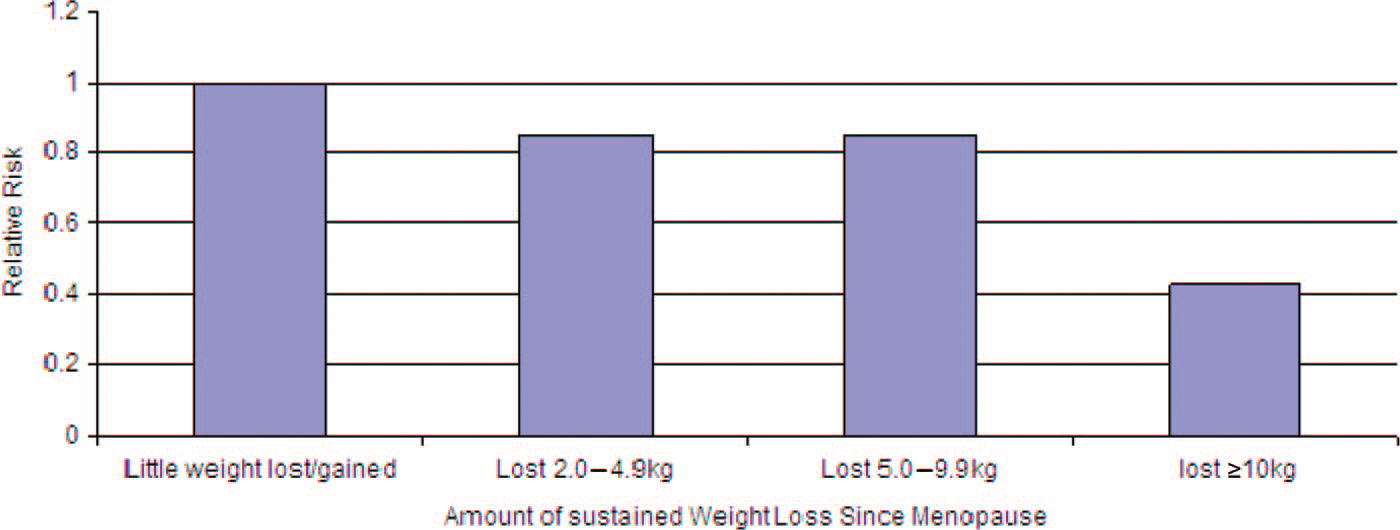 1.2
1
0.8
0.6
0.4
0.2
0
Relative Risk
Little weight lost/gained
Lost 2.0–4.9kg
Lost 5.0–9.9kg
lost ≥10kg
Amount of sustained Weight Loss Since Menopause